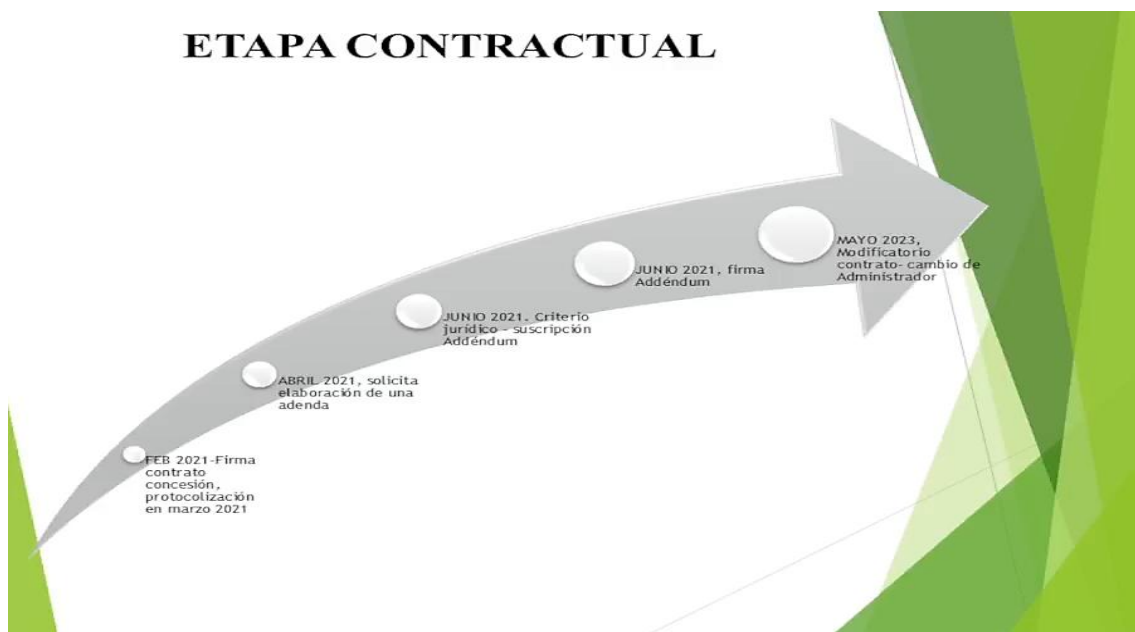 ETAPA CONTRACTUAL
FEB 2021-Firma
contrato
concesión,
protocolización
en marzo 2021
ABRIL 2021, solicita
elaboración de una
adenda
JUNIO 2021. Criterio
jurídico - suscripción
Addéndum
JUNIO 2021, firma
Addéndum
MAYO 2023,
Modificatorio
contrato- cambio de
Administrador